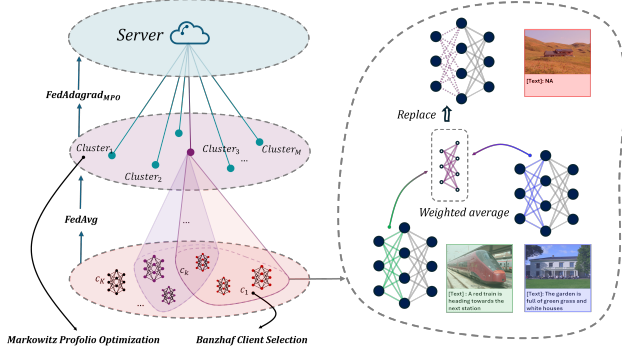 Server
FedAdagrad_MPO
Cluster_1
Cluster_2
Cluster_3
...
Cluster_M
FedAvg
...
c_K
...
c_k
c_1
Markowitz Profolio Optimization
Banzhaf Client Selection
[Text]: NA
Replace
Weighted average
[Text] : A red train is
heading towards the
next station
[Text]: The garden is
full of green grass and
white houses